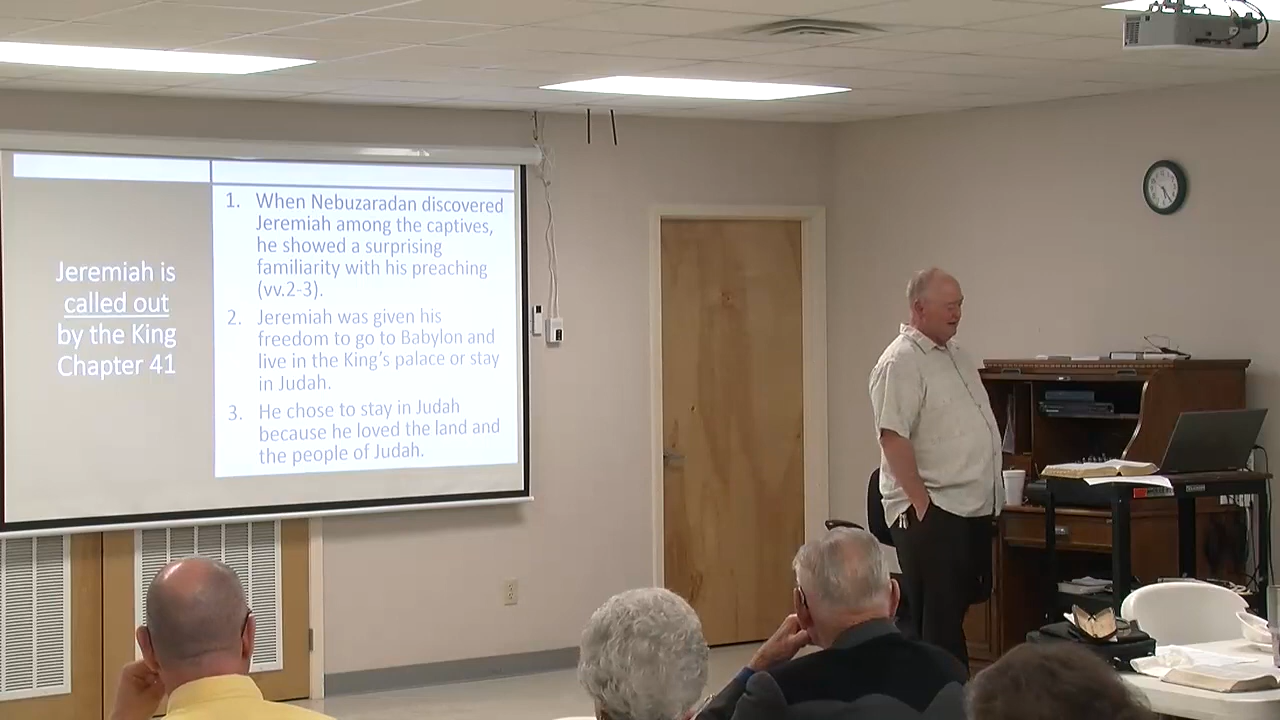 Jeremiah is
called out
by the King
Chapter 41
1. When Nebuzaradan discovered
Jeremiah among the captives,
he showed a surprising
familiarity with his preaching
(vv.2-3).
2. Jeremiah was given his
freedom to go to Babylon and
live in the King's palace or stay
in Judah.
3. He chose to stay in Judah
because he loved the land and
the people of Judah.